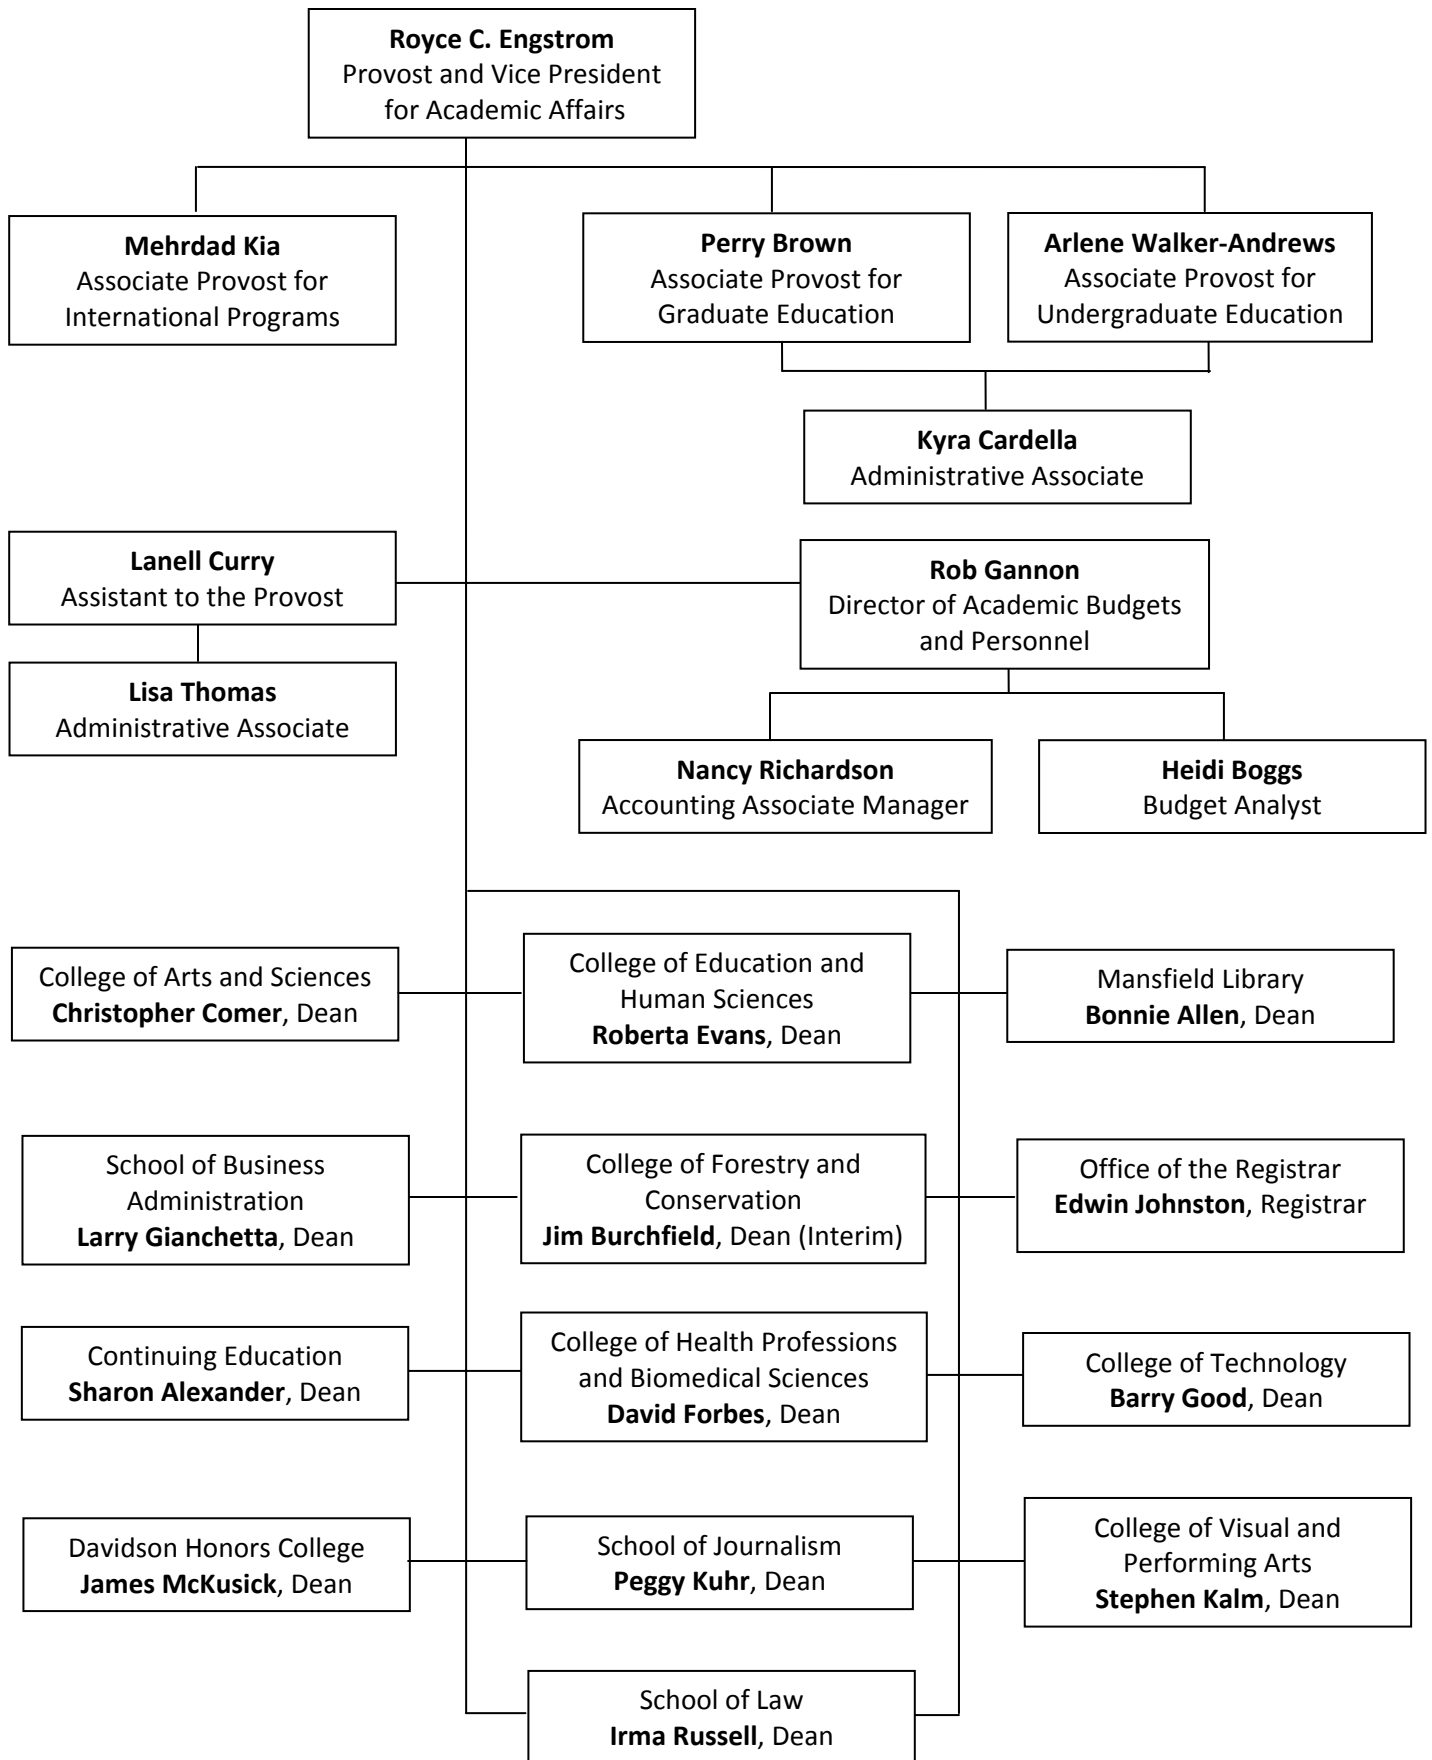 Royce C. Engstrom
Provost and Vice President
for Academic Affairs
Mehrdad Kia
Associate Provost for
International Programs
Perry Brown
Associate Provost for
Graduate Education
Arlene Walker-Andrews
Associate Provost for
Undergraduate Education
Kyra Cardella
Administrative Associate
Lanell Curry
Assistant to the Provost
Rob Gannon
Director of Academic Budgets
and Personnel
Lisa Thomas
Administrative Associate
Nancy Richardson
Accounting Associate Manager
Heidi Boggs
Budget Analyst
College of Arts and Sciences
Christopher Comer, Dean
College of Education and
Human Sciences
Roberta Evans, Dean
Mansfield Library
Bonnie Allen, Dean
School of Business
Administration
Larry Gianchetta, Dean
College of Forestry and
Conservation
Jim Burchfield, Dean (Interim)
Office of the Registrar
Edwin Johnston, Registrar
Continuing Education
Sharon Alexander, Dean
College of Health Professions
and Biomedical Sciences
David Forbes, Dean
College of Technology
Barry Good, Dean
Davidson Honors College
James McKusick, Dean
School of Journalism
Peggy Kuhr, Dean
College of Visual and
Performing Arts
Stephen Kalm, Dean
School of Law
Irma Russell, Dean